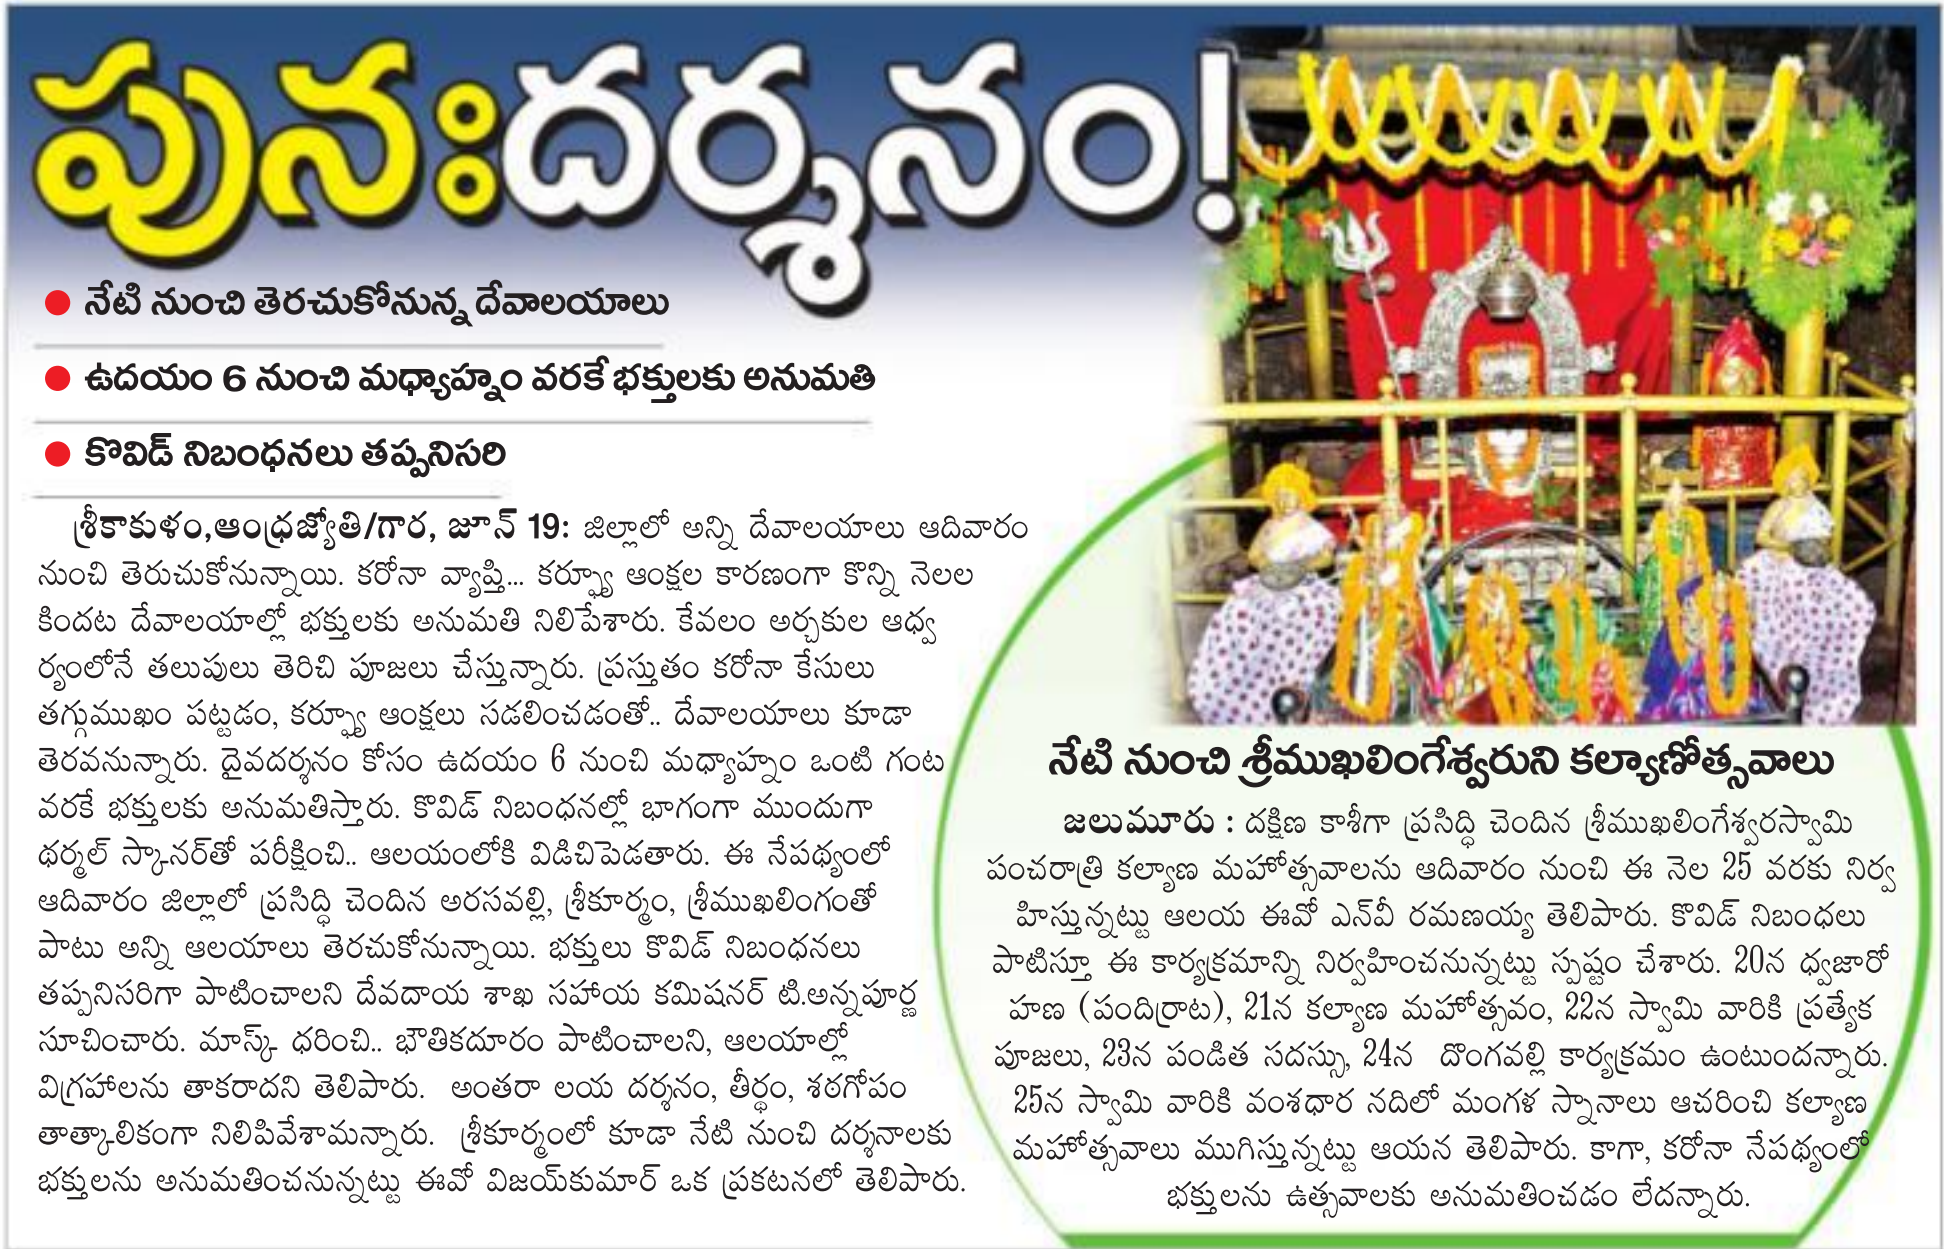 పునఃదర్శనం!
నేటి నుంచి తెరచుకోనున్న దేవాలయాలు
ఉదయం 6 నుంచి మధ్యాహ్నం వరకే భక్తులకు అనుమతి
కొవిడ్ నిబంధనలు తప్పనిసరి
శ్రీకాకుళం,ఆంధ్రజ్యోతి/గార, జూన్ 19: జిల్లాలో అన్ని దేవాలయాలు ఆదివారం
నుంచి తెరుచుకోనున్నాయి. కరోనా వ్యాప్తి... కర్ఫ్యూ ఆంక్షల కారణంగా కొన్ని నెలల
కిందట దేవాలయాల్లో భక్తులకు అనుమతి నిలిపేశారు. కేవలం అర్చకుల ఆధ్వ
ర్యంలోనే తలుపులు తెరిచి పూజలు చేస్తున్నారు. ప్రస్తుతం కరోనా కేసులు
తగ్గుముఖం పట్టడం, కర్ఫ్యూ ఆంక్షలు సడలించడంతో.. దేవాలయాలు కూడా
తెరవనున్నారు. దైవదర్శనం కోసం ఉదయం 6 నుంచి మధ్యాహ్నం ఒంటి గంట
వరకే భక్తులకు అనుమతిస్తారు. కొవిడ్ నిబంధనల్లో భాగంగా ముందుగా
థర్మల్ స్కానర్‌తో పరీక్షించి.. ఆలయంలోకి విడిచిపెడతారు. ఈ నేపథ్యంలో
ఆదివారం జిల్లాలో ప్రసిద్ధి చెందిన అరసవల్లి, శ్రీకూర్మం, శ్రీముఖలింగంతో
పాటు అన్ని ఆలయాలు తెరచుకోనున్నాయి. భక్తులు కొవిడ్ నిబంధనలు
తప్పనిసరిగా పాటించాలని దేవదాయ శాఖ సహాయ కమిషనర్ టి.అన్నపూర్ణ
సూచించారు. మాస్క్ ధరించి.. భౌతికదూరం పాటించాలని, ఆలయాల్లో
విగ్రహాలను తాకరాదని తెలిపారు. అంతరా లయ దర్శనం, తీర్థం, శఠగోపం
తాత్కాలికంగా నిలిపివేశామన్నారు. శ్రీకూర్మంలో కూడా నేటి నుంచి దర్శనాలకు
భక్తులను అనుమతించనున్నట్టు ఈవో విజయ్‌కుమార్ ఒక ప్రకటనలో తెలిపారు.
నేటి నుంచి శ్రీముఖలింగేశ్వరుని కల్యాణోత్సవాలు
జలుమూరు : దక్షిణ కాశీగా ప్రసిద్ధి చెందిన శ్రీముఖలింగేశ్వరస్వామి
పంచరాత్రి కల్యాణ మహోత్సవాలను ఆదివారం నుంచి ఈ నెల 25 వరకు నిర్వ
హిస్తున్నట్టు ఆలయ ఈవో ఎన్‌వీ రమణయ్య తెలిపారు. కొవిడ్ నిబంధలు
పాటిస్తూ ఈ కార్యక్రమాన్ని నిర్వహించనున్నట్టు స్పష్టం చేశారు. 20న ధ్వజారో
హణ (పందిర్రాట), 21న కల్యాణ మహోత్సవం, 22న స్వామి వారికి ప్రత్యేక
పూజలు, 23న పండిత సదస్సు, 24న దొంగవల్లి కార్యక్రమం ఉంటుందన్నారు.
25న స్వామి వారికి వంశధార నదిలో మంగళ స్నానాలు ఆచరించి కల్యాణ
మహోత్సవాలు ముగిస్తున్నట్టు ఆయన తెలిపారు. కాగా, కరోనా నేపథ్యంలో
భక్తులను ఉత్సవాలకు అనుమతించడం లేదన్నారు.